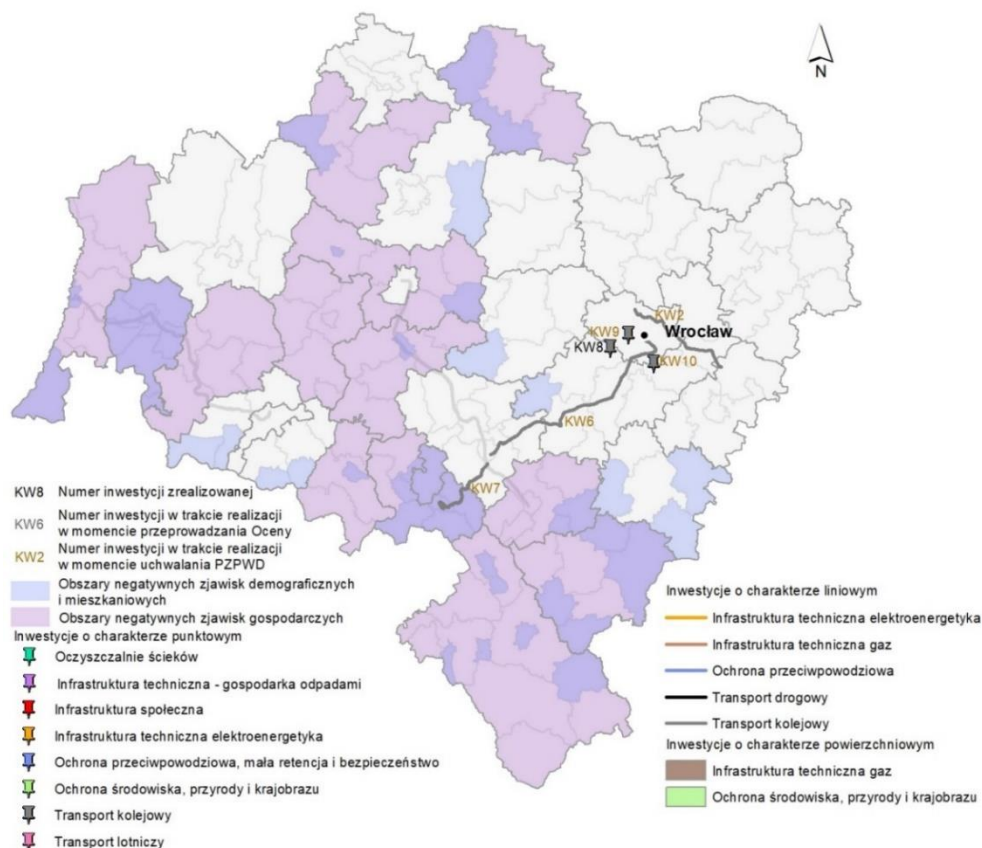 N
KW2
Wrocław
KW9
KW8
KW10
KW6
KW7
KW8 Numer inwestycji zrealizowanej
KW6 Numer inwestycji w trakcie realizacji
w momencie przeprowadzania Oceny
KW2 Numer inwestycji w trakcie realizacji
w momencie uchwalania PZPWD
Obszary negatywnych zjawisk demograficznych
i mieszkaniowych
Obszary negatywnych zjawisk gospodarczych
Inwestycje o charakterze punktowym
Oczyszczalnie ścieków
Infrastruktura techniczna - gospodarka odpadami
Infrastruktura społeczna
Infrastruktura techniczna elektroenergetyka
Ochrona przeciwpowodziowa, mała retencja i bezpieczeństwo
Ochrona środowiska, przyrody i krajobrazu
Transport kolejowy
Transport lotniczy
Inwestycje o charakterze liniowym
Infrastruktura techniczna elektroenergetyka
Infrastruktura techniczna gaz
Ochrona przeciwpowodziowa
Transport drogowy
Transport kolejowy
Inwestycje o charakterze powierzchniowym
Infrastruktura techniczna gaz
Ochrona środowiska, przyrody i krajobrazu